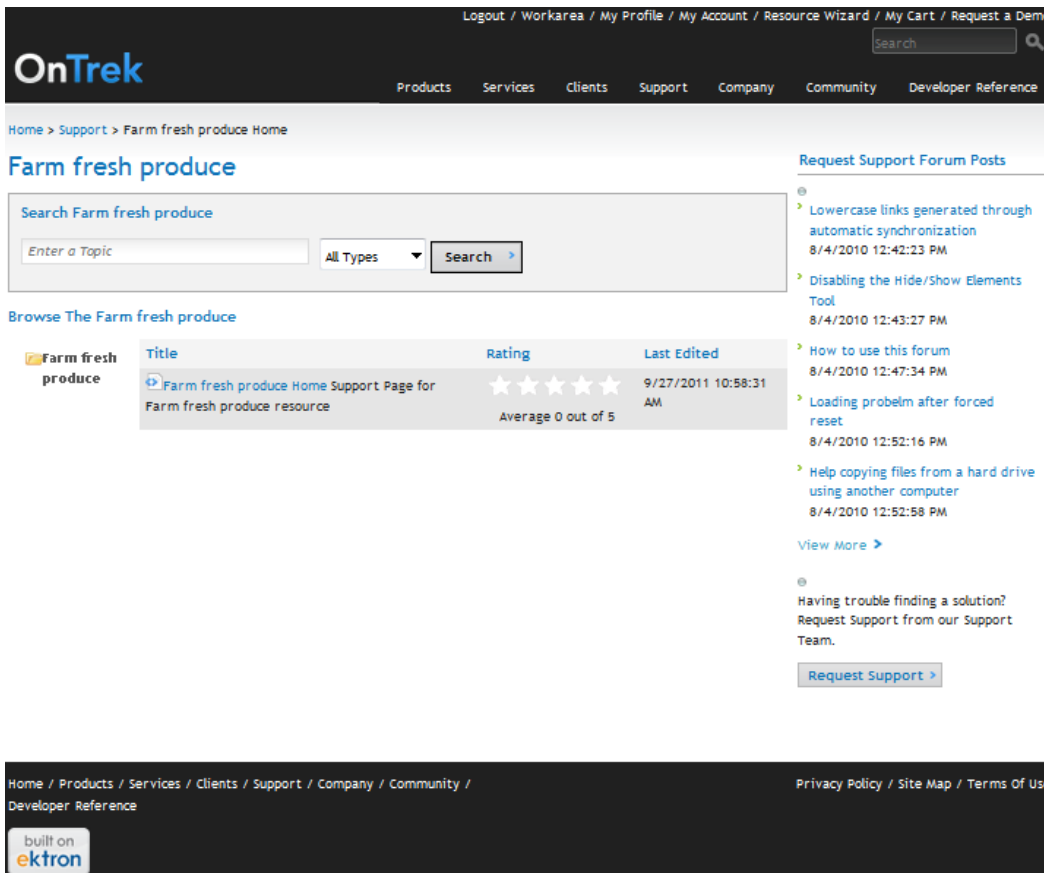 Logout / Workarea / My Profile / My Account / Resource Wizard / My Cart / Request a Dem
Search
OnTrek
Products Services Clients Support Company Community Developer Reference
Home > Support > Farm fresh produce Home
Farm fresh produce
Search Farm fresh produce
Enter a Topic
All Types
Search >
Browse The Farm fresh produce
Farm fresh
produce
Title Rating Last Edited
Farm fresh produce Home Support Page for
Farm fresh produce resource
Average 0 out of 5
9/27/2011 10:58:31
AM
Request Support Forum Posts
Lowercase links generated through
automatic synchronization
8/4/2010 12:42:23 PM
Disabling the Hide/Show Elements
Tool
8/4/2010 12:43:27 PM
How to use this forum
8/4/2010 12:47:34 PM
Loading probelm after forced
reset
8/4/2010 12:52:16 PM
Help copying files from a hard drive
using another computer
8/4/2010 12:52:58 PM
View More >
Having trouble finding a solution?
Request Support from our Support
Team.
Request Support >
Home / Products / Services / Clients / Support / Company / Community /
Developer Reference
Privacy Policy / Site Map / Terms Of Us
built on
ektron